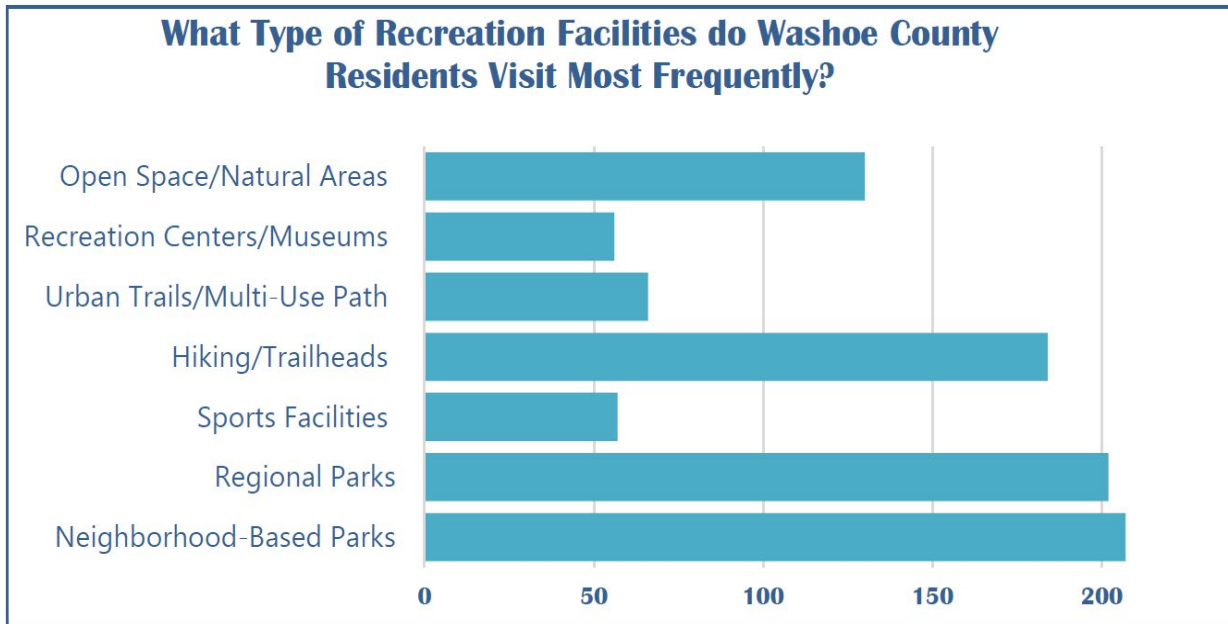 What Type of Recreation Facilities do Washoe County
Residents Visit Most Frequently?
Open Space/Natural Areas
Recreation Centers/Museums
Urban Trails/Multi-Use Path
Hiking/Trailheads
Sports Facilities
Regional Parks
Neighborhood-Based Parks
0 50 100 150 200